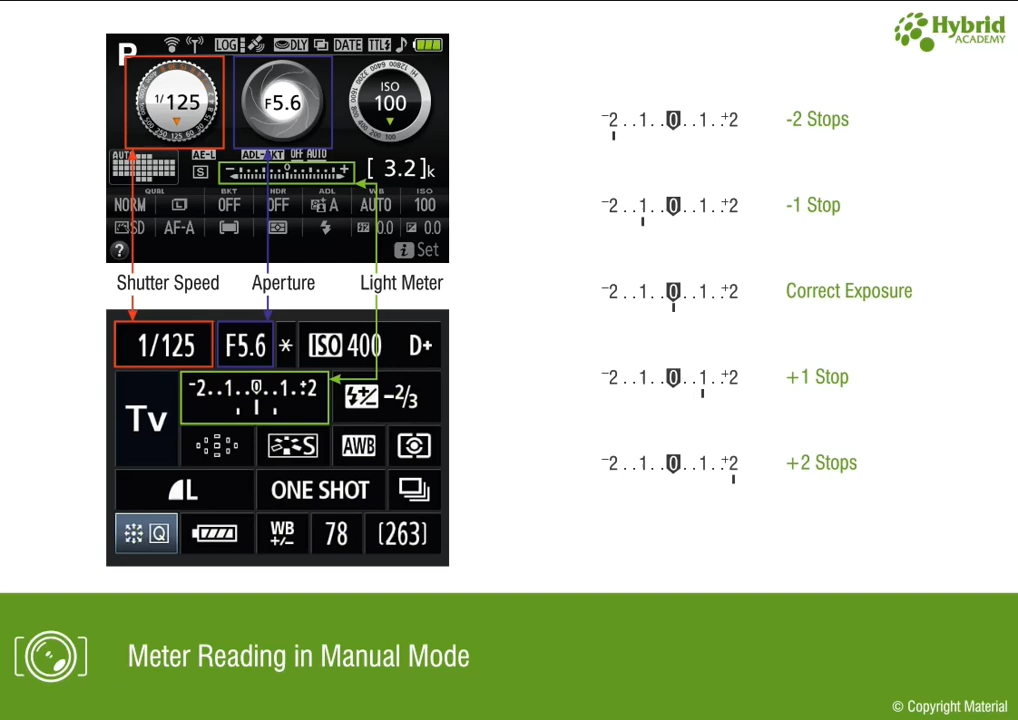 Hybrid
ACADEMY
P LOG DLY DATE TTL
1/125
F5.6
ISO
100
AUTO
AE-L
ADL-BKT OFF AUTO
S
− 0 +
[ 3.2]k
QUAL BKT HDR ADL WB ISO
NORM L OFF OFF A AUTO 100
SD AF-A 0.0 0.0
? i Set
Shutter Speed Aperture Light Meter
1/125 F5.6 * ISO 400 D+
Tv
−2..1..0..1..+2
−2/3
S AWB
L ONE SHOT
Q WB +/− 78 (263)
−2..1..0..1..+2 -2 Stops
−2..1..0..1..+2 -1 Stop
−2..1..0..1..+2 Correct Exposure
−2..1..0..1..+2 +1 Stop
−2..1..0..1..+2 +2 Stops
Meter Reading in Manual Mode
© Copyright Material